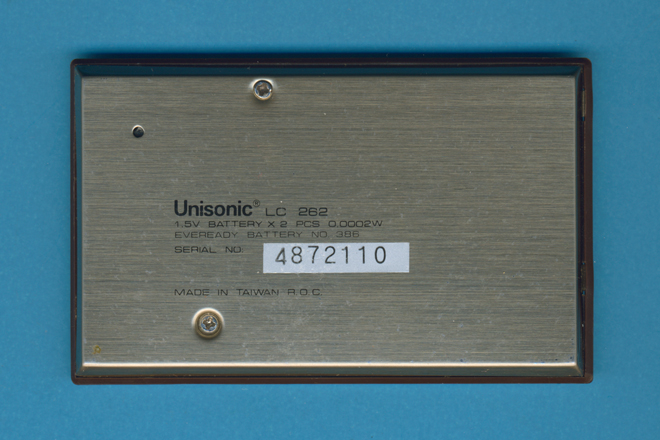 Unisonic® LC 262
1.5V BATTERY X 2 PCS 0.0002W
EVEREADY BATTERY NO. 386
SERIAL NO. 4872110
MADE IN TAIWAN R.O.C.